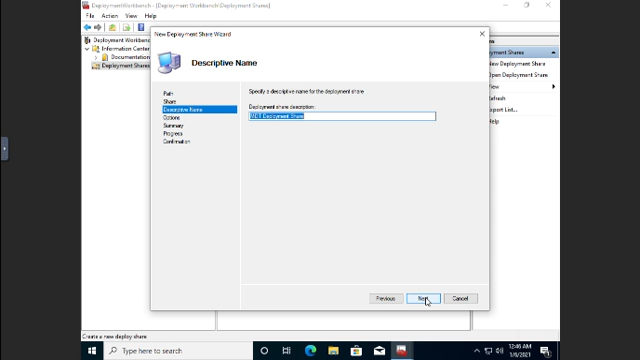 DeploymentWorkbench - [Deployment Workbench\Deployment Shares]
File Action View Help
Deployment Workbench
Information Center
Documentation
Deployment Shares
New Deployment Share Wizard
Descriptive Name
Path
Share
Descriptive Name
Options
Summary
Progress
Confirmation
Specify a descriptive name for the deployment share
Deployment share description:
MDT Deployment Share
Previous
Next
Cancel
yment Shares
New Deployment Share
Open Deployment Share
View
efresh
xport List...
Help
Create a new deploy share
Type here to search
12:46 AM
1/6/2021